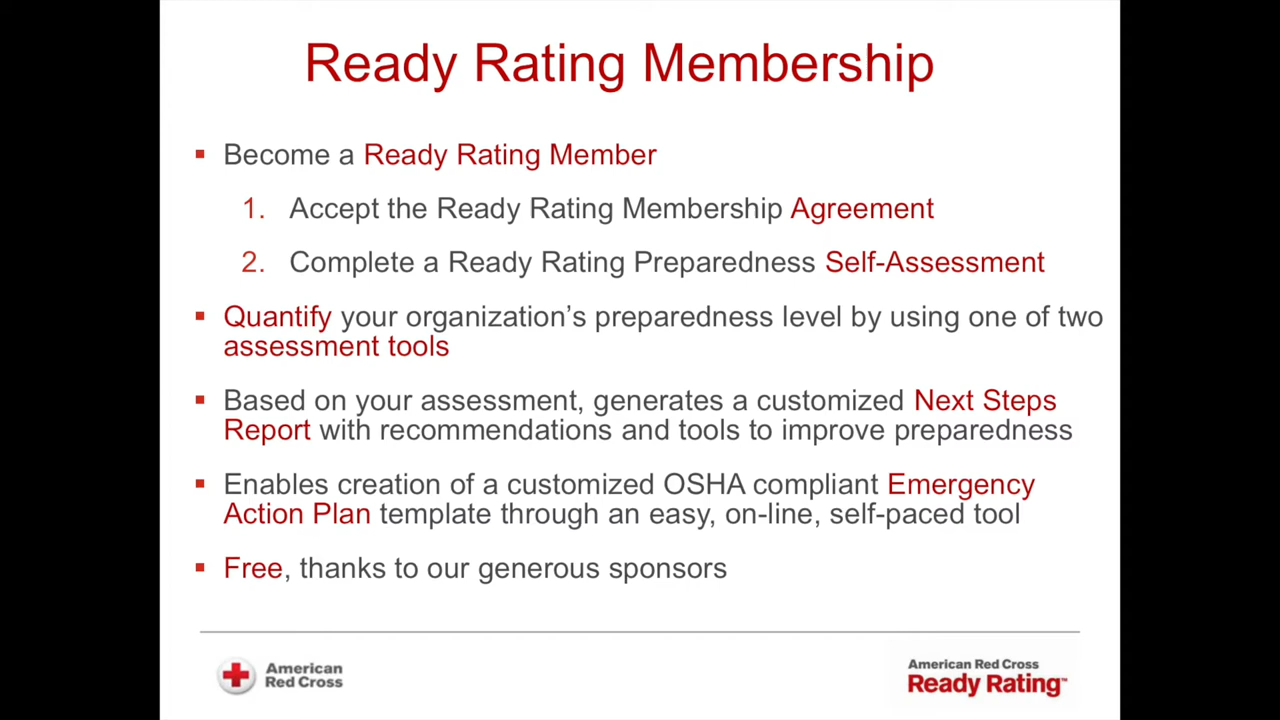 Ready Rating Membership
▪ Become a Ready Rating Member
1. Accept the Ready Rating Membership Agreement
2. Complete a Ready Rating Preparedness Self-Assessment
▪ Quantify your organization’s preparedness level by using one of two
assessment tools
▪ Based on your assessment, generates a customized Next Steps
Report with recommendations and tools to improve preparedness
▪ Enables creation of a customized OSHA compliant Emergency
Action Plan template through an easy, on-line, self-paced tool
▪ Free, thanks to our generous sponsors
American
Red Cross
American Red Cross
Ready Rating™